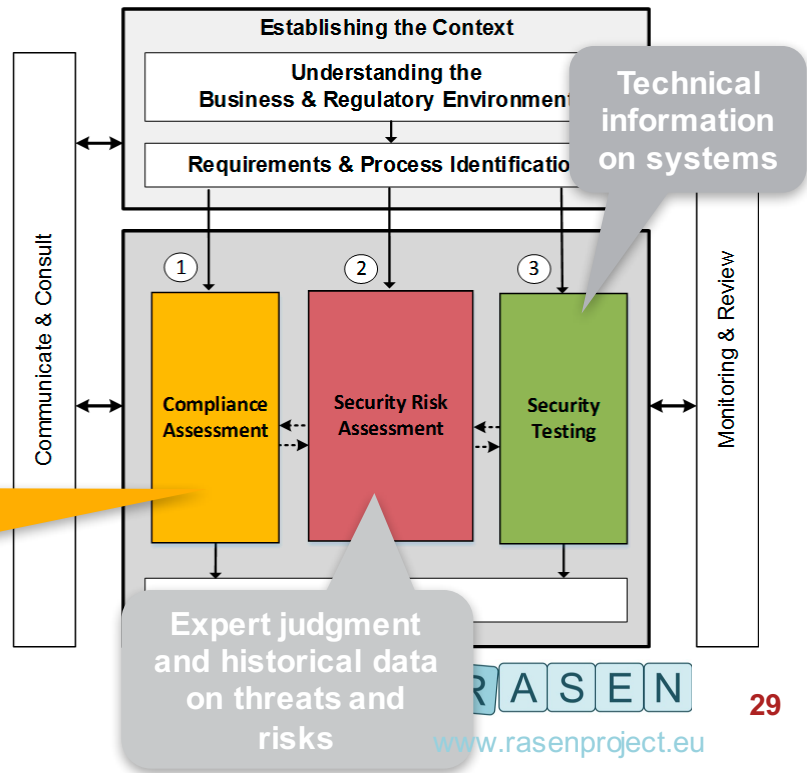 Establishing the Context
Understanding the
Business & Regulatory Environment
Requirements & Process Identification
Technical
information
on systems
Communicate & Consult
Monitoring & Review
1
2
3
Compliance
Assessment
Security Risk
Assessment
Security
Testing
Expert judgment
and historical data
on threats and
risks
RASEN
www.rasenproject.eu
29